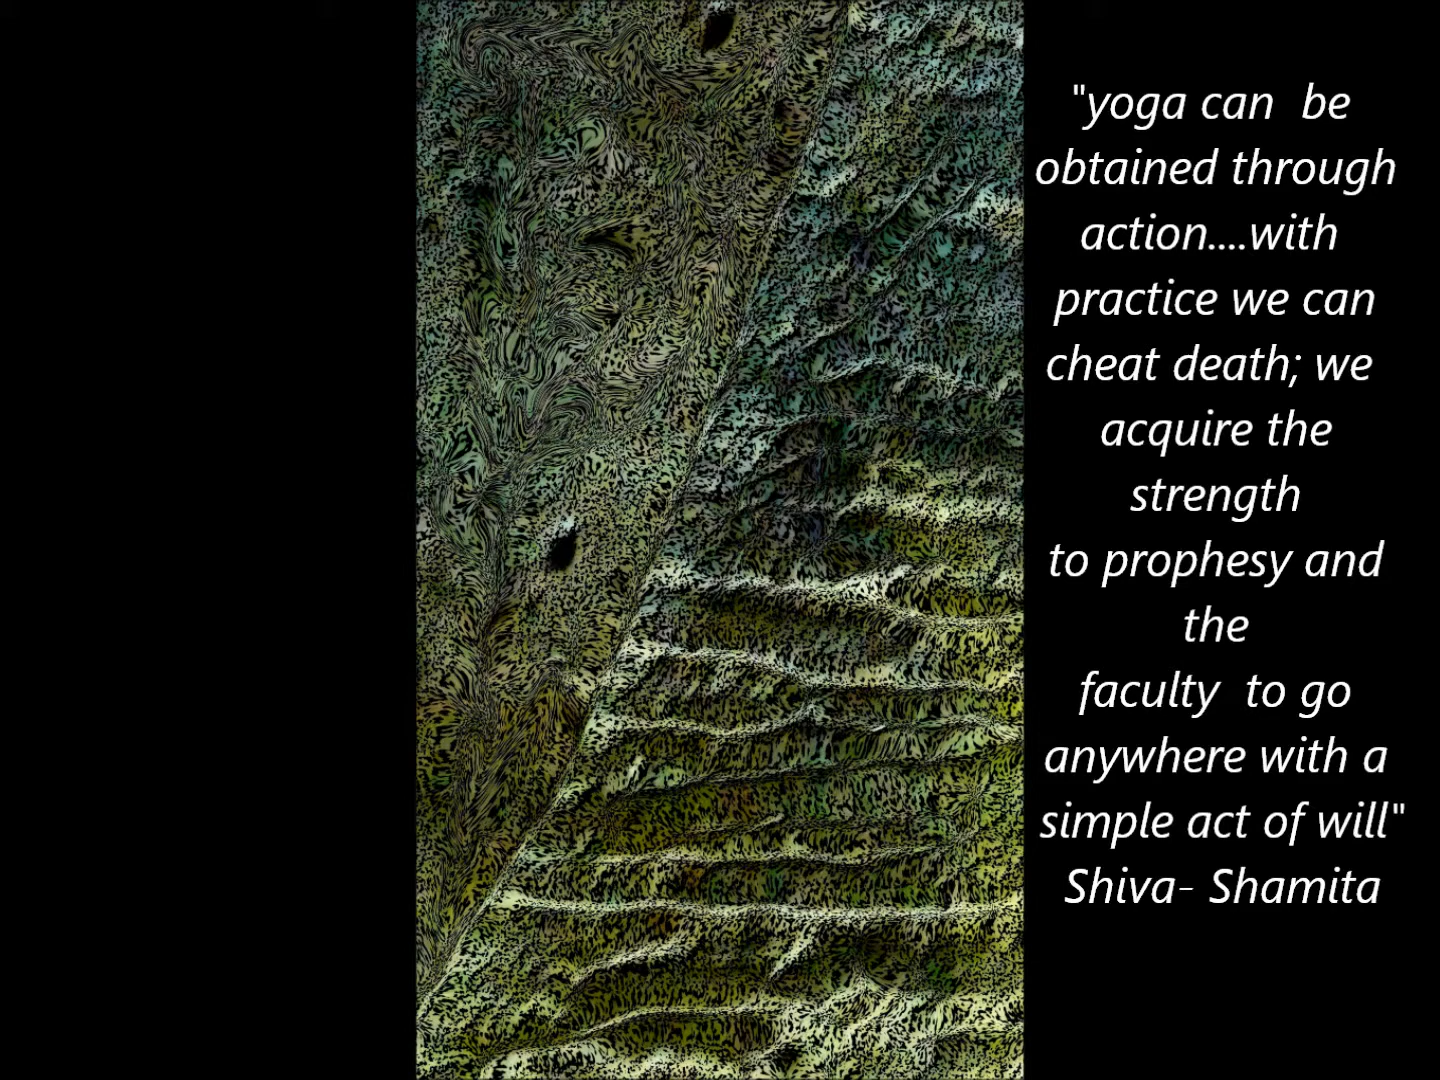 "yoga can  be
obtained through
action....with
practice we can
cheat death; we
acquire the
strength
to prophesy and
the
faculty  to go
anywhere with a
simple act of will"
Shiva- Shamita